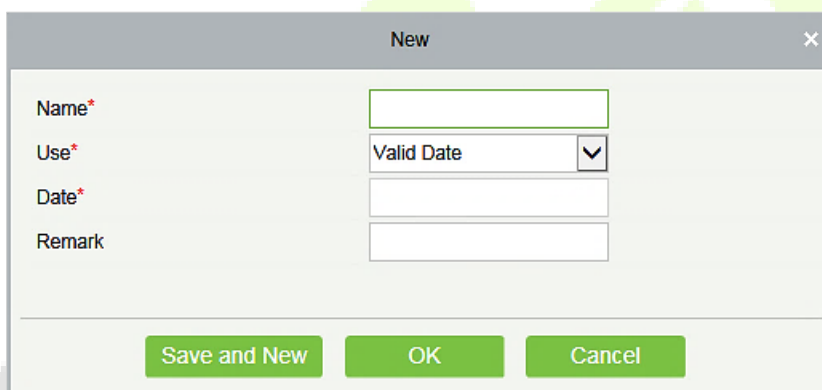 New
Name*
Use* Valid Date
Date*
Remark
Save and New OK Cancel